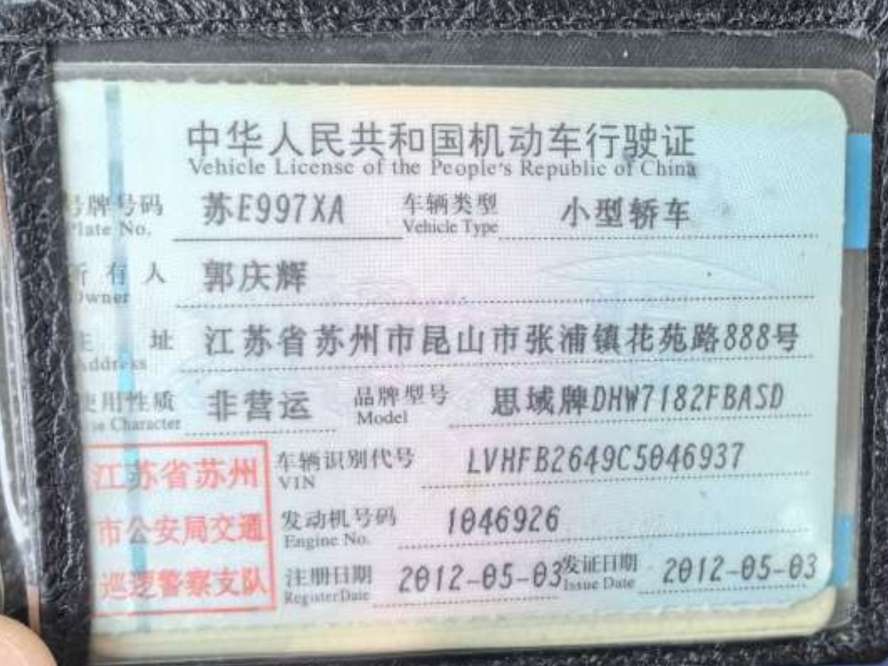 中华人民共和国机动车行驶证
Vehicle License of the People's Republic of China
号牌号码 苏E997XA 车辆类型 小型轿车
Plate No. Vehicle Type
所有人 郭庆辉
Owner
住址 江苏省苏州市昆山市张浦镇花苑路888号
Address
使用性质 非营运 品牌型号 思域牌DHW7182FBASD
Use Character Model
江苏省苏州 车辆识别代号 LVHFB2649C5046937
VIN
市公安局交通 发动机号码 1046926
Engine No.
巡逻警察支队 注册日期 2012-05-03 发证日期 2012-05-03
Register Date Issue Date